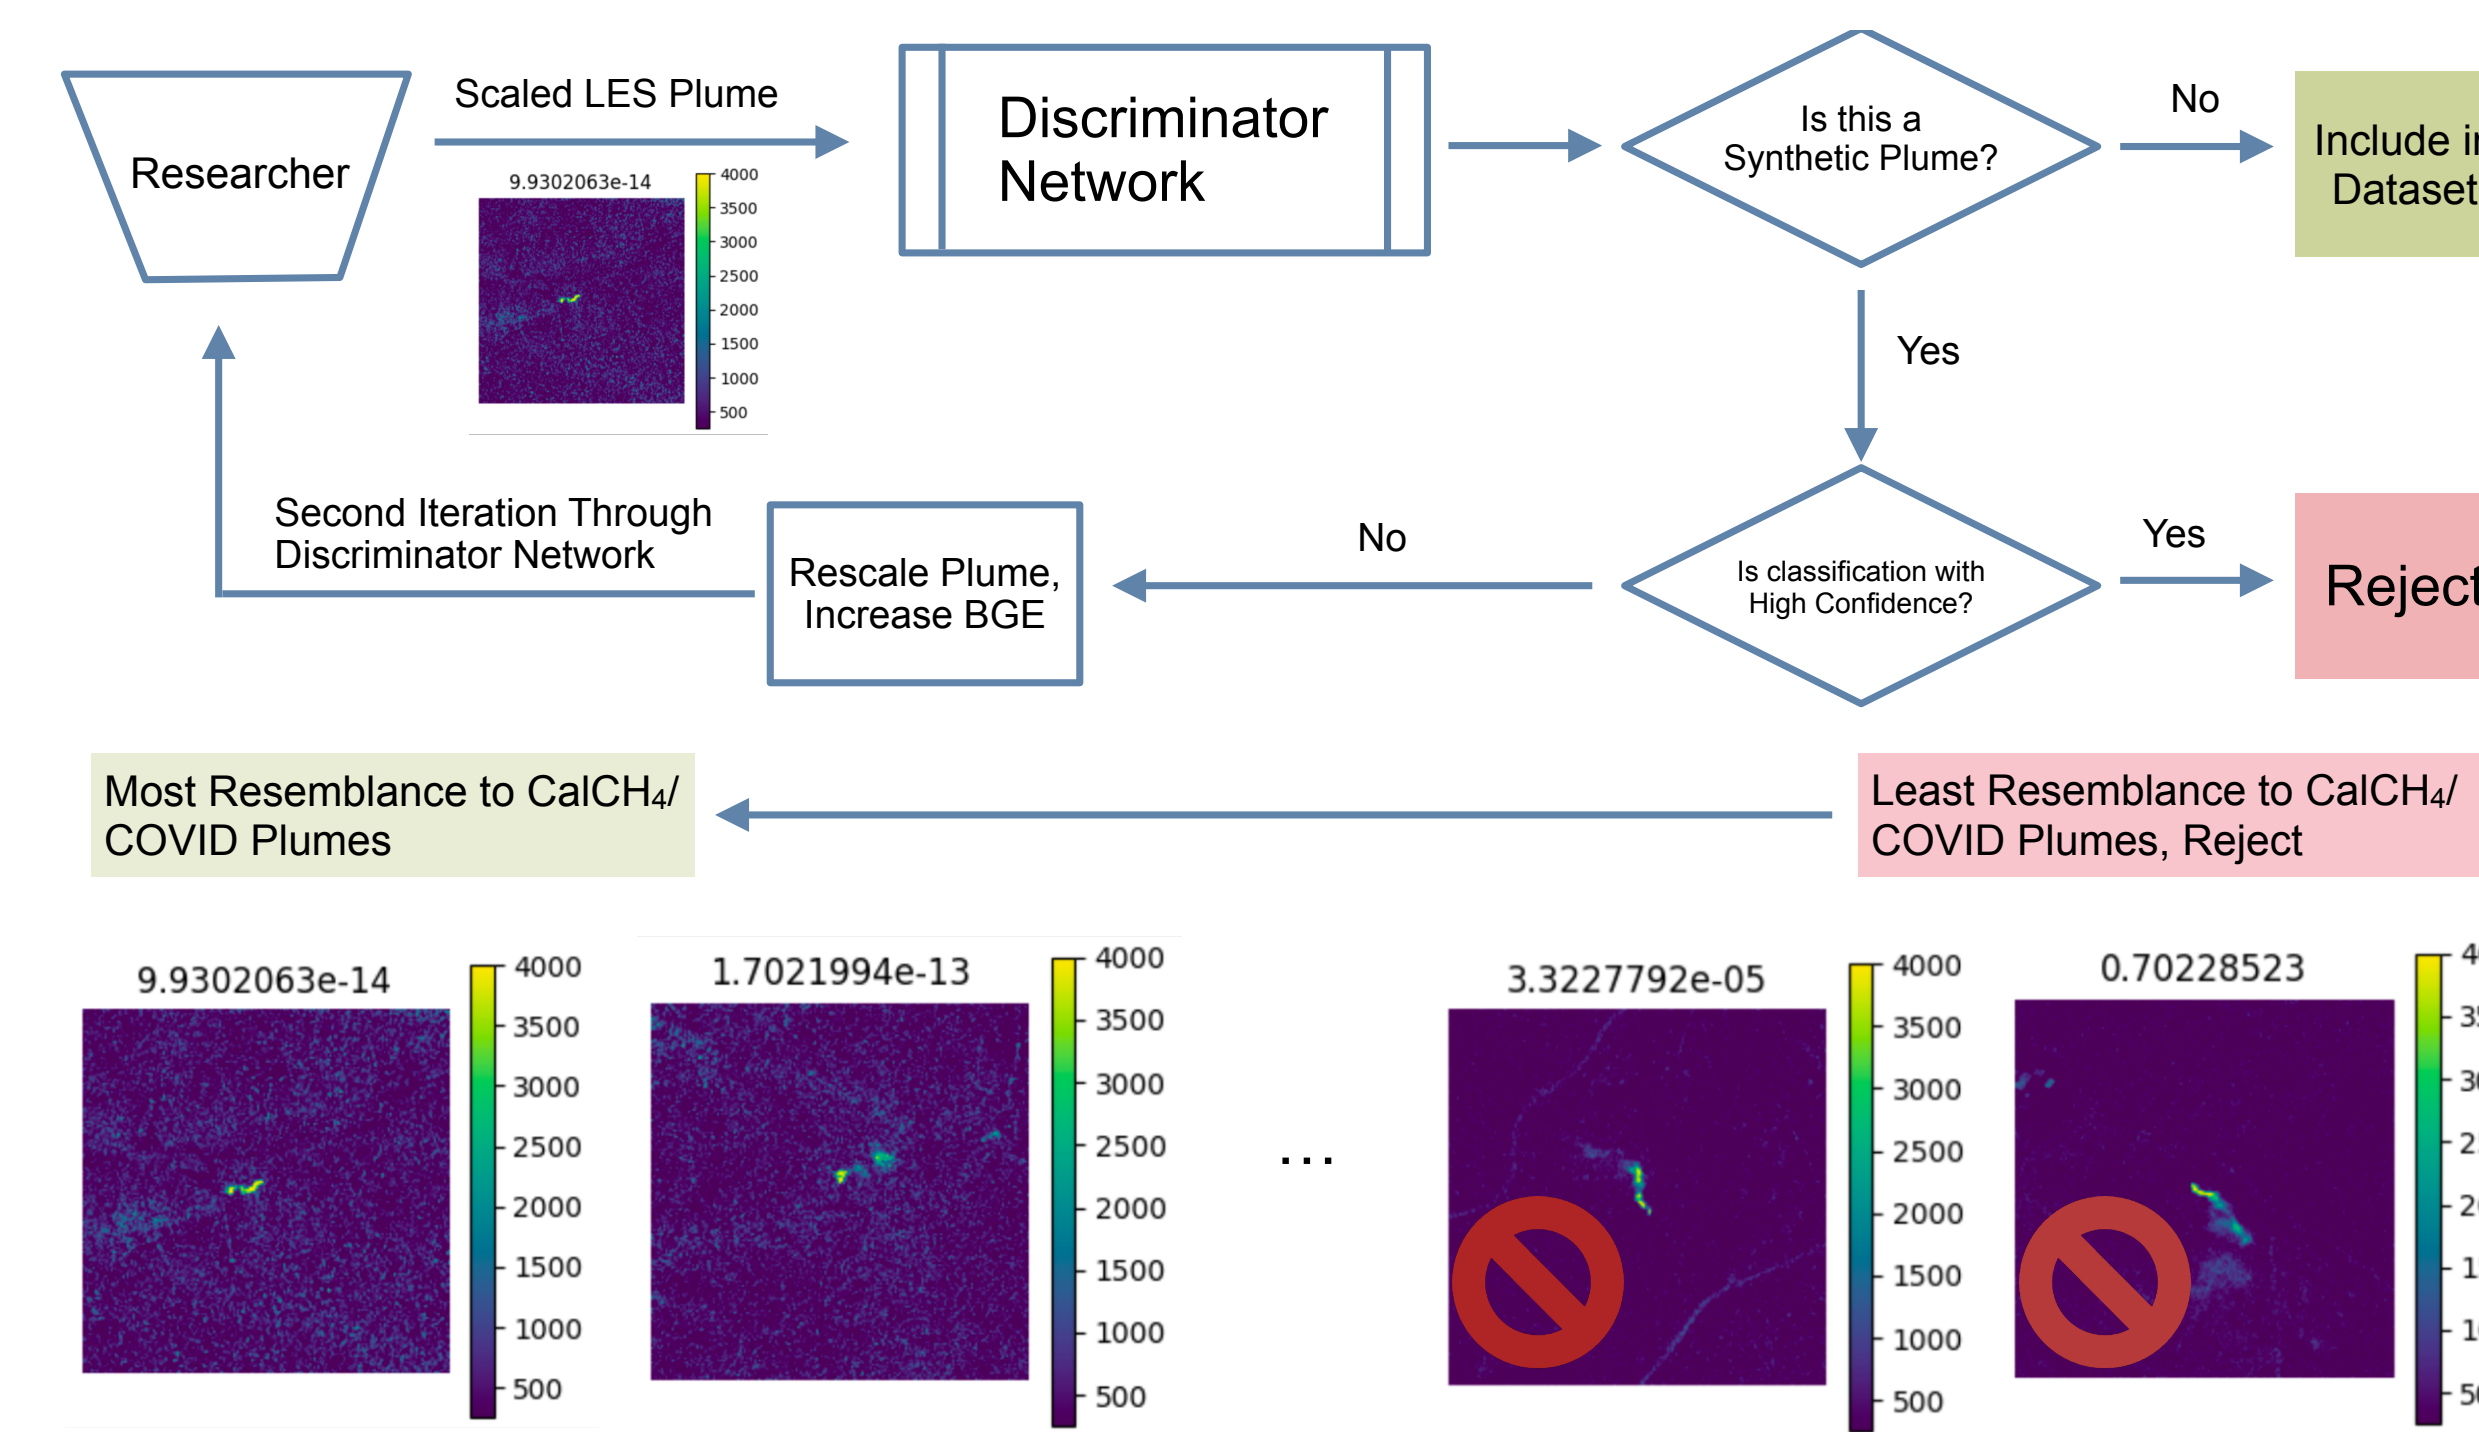 Researcher
Scaled LES Plume
9.9302063e-14
4000
3500
3000
2500
2000
1500
1000
500
Discriminator
Network
Is this a
Synthetic Plume?
No
Include in
Dataset
Yes
Is classification with
High Confidence?
Yes
Reject
No
Rescale Plume,
Increase BGE
Second Iteration Through
Discriminator Network
Most Resemblance to CalCH₄/
COVID Plumes
Least Resemblance to CalCH₄/
COVID Plumes, Reject
9.9302063e-14
4000
3500
3000
2500
2000
1500
1000
500
1.7021994e-13
4000
3500
3000
2500
2000
1500
1000
500
...
3.3227792e-05
4000
3500
3000
2500
2000
1500
1000
500
0.70228523